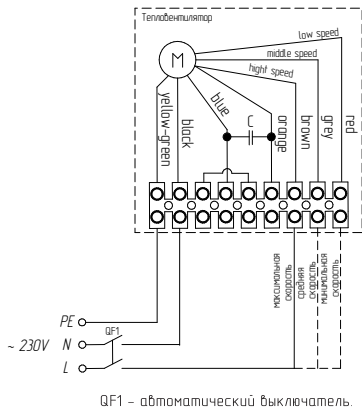 Тепловентилятор
low speed
middle speed
hight speed
M
yellow-green
black
blue
C
orange
brown
grey
red
максимальная
скорость
средняя
скорость
минимальная
скорость
PE
QF1
~ 230V N
L
QF1 - автоматический выключатель.